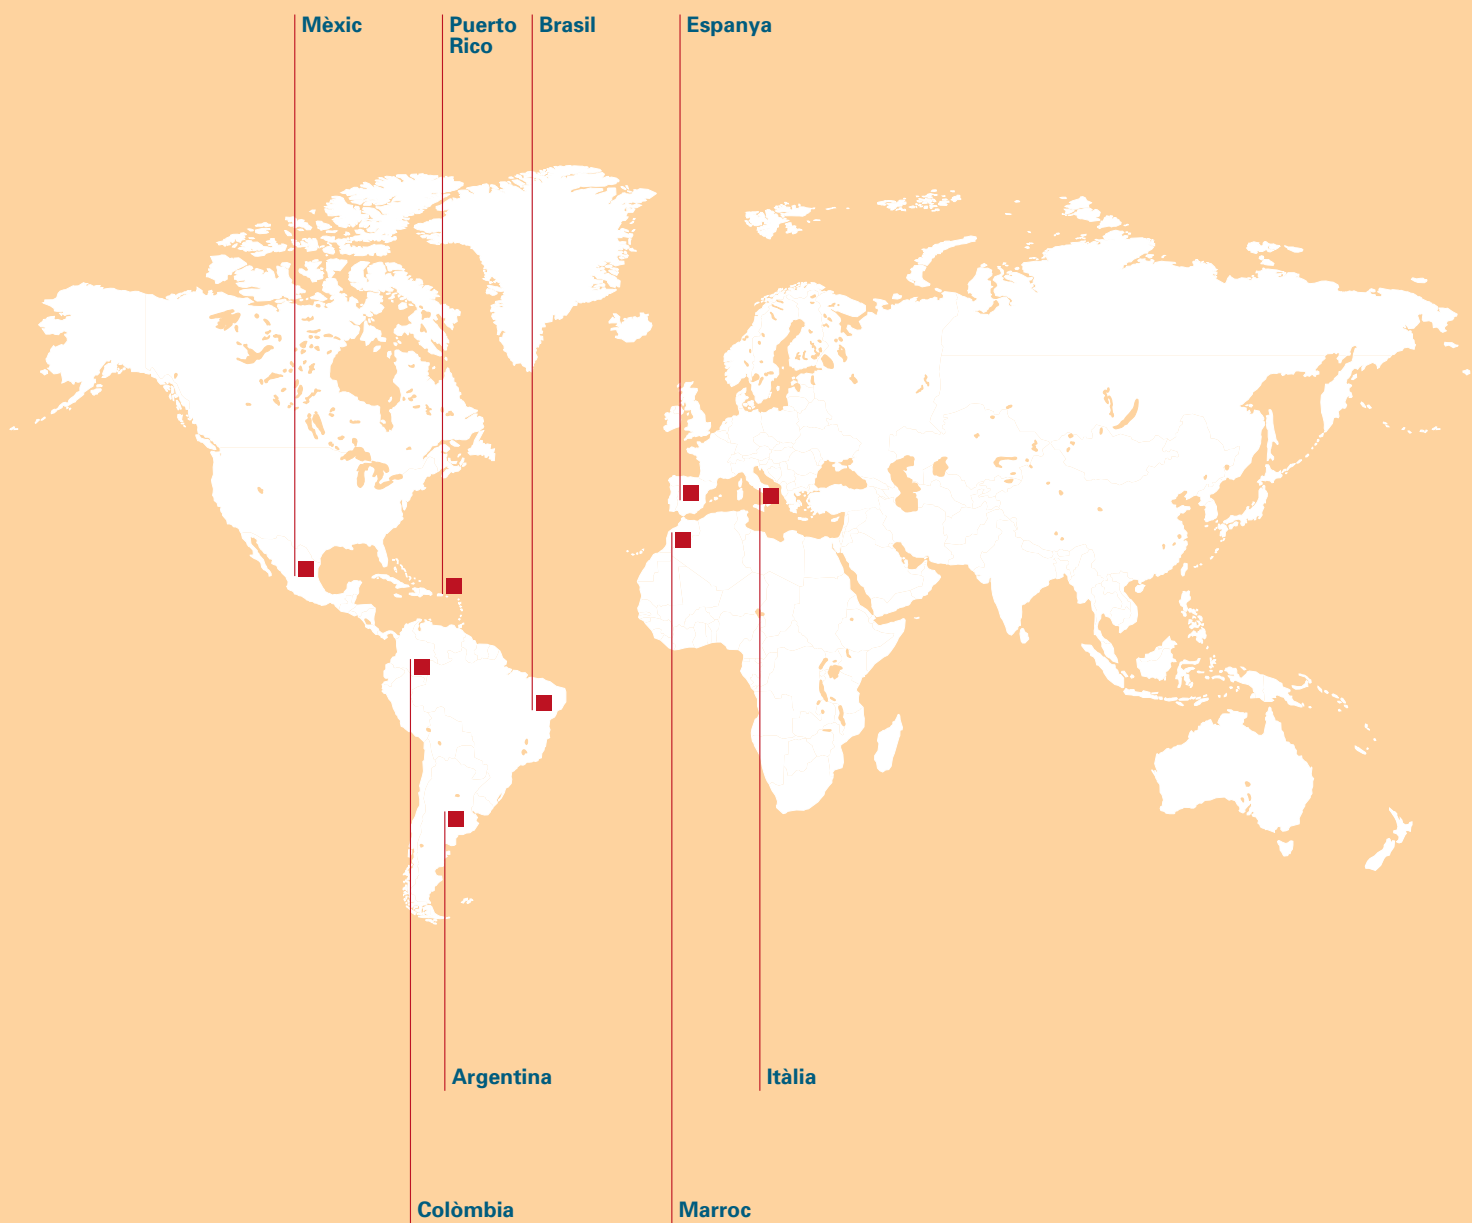 Mèxic
Puerto
Rico
Brasil
Espanya
Argentina
Itàlia
Colòmbia
Marroc